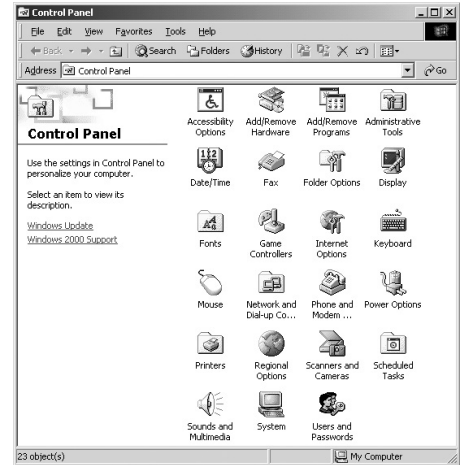 Control Panel
File Edit View Favorites Tools Help
Back Search Folders History
Address Control Panel Go
Control Panel
Use the settings in Control Panel to
personalize your computer.
Select an item to view its
description.
Windows Update
Windows 2000 Support
Accessibility
Options
Add/Remove
Hardware
Add/Remove
Programs
Administrative
Tools
12
Date/Time
Fax
Folder Options
Display
Fonts
Game
Controllers
Internet
Options
Keyboard
Mouse
Network and
Dial-up Co...
Phone and
Modem ...
Power Options
Printers
Regional
Options
Scanners and
Cameras
Scheduled
Tasks
Sounds and
Multimedia
System
Users and
Passwords
23 object(s)
My Computer